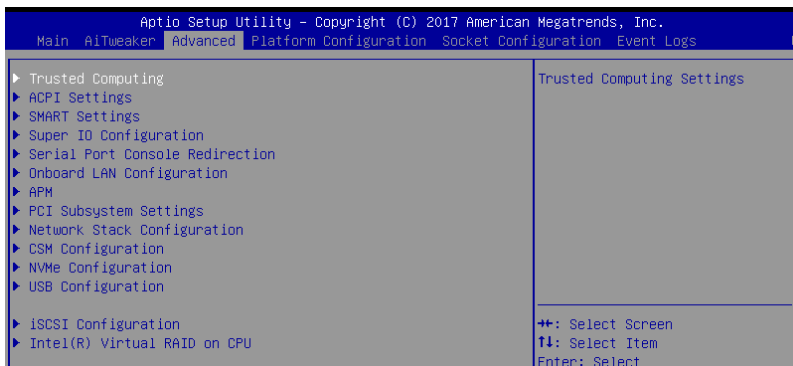 Aptio Setup Utility – Copyright (C) 2017 American Megatrends, Inc.
Main AiTweaker Advanced Platform Configuration Socket Configuration Event Logs
Trusted Computing
ACPI Settings
SMART Settings
Super IO Configuration
Serial Port Console Redirection
Onboard LAN Configuration
APM
PCI Subsystem Settings
Network Stack Configuration
CSM Configuration
NVMe Configuration
USB Configuration
iSCSI Configuration
Intel(R) Virtual RAID on CPU
Trusted Computing Settings
→←: Select Screen
↑↓: Select Item
Enter: Select